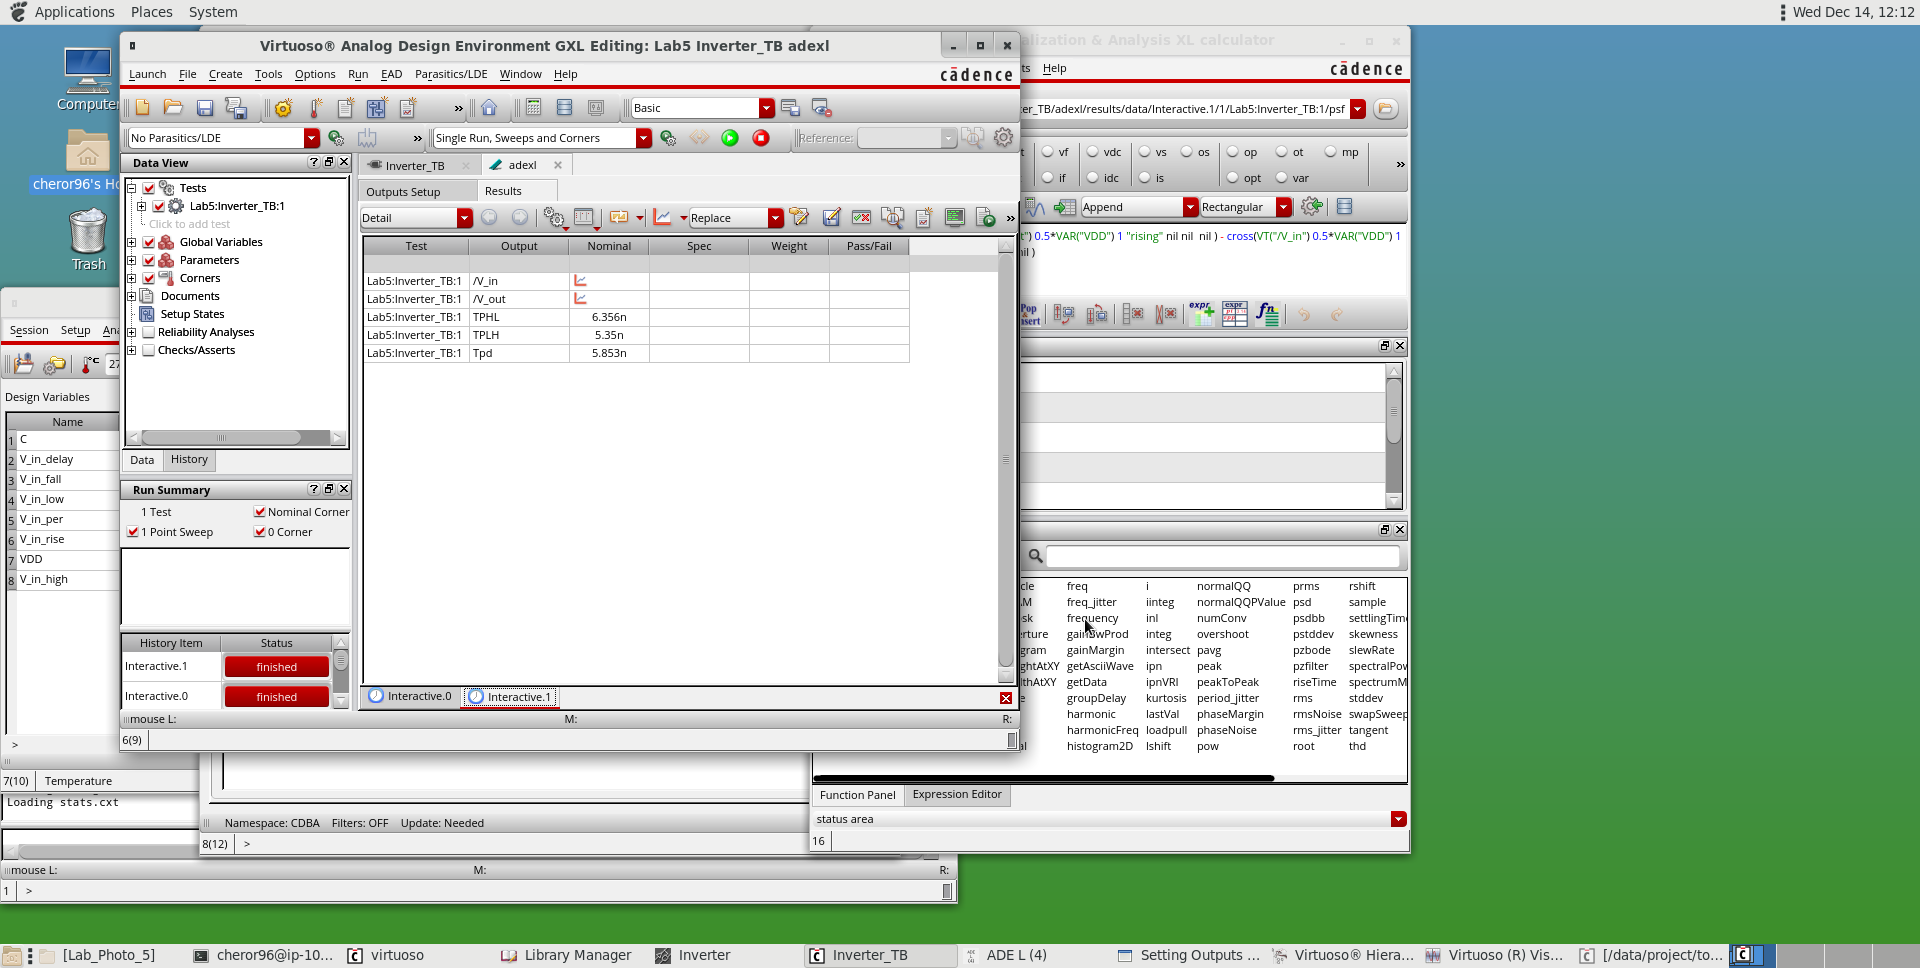 Applications Places System
Wed Dec 14, 12:12
Computer
cheror96's Ho
Trash
Virtuoso® Analog Design Environment GXL Editing: Lab5 Inverter_TB adexl
Launch File Create Tools Options Run EAD Parasitics/LDE Window Help
cādence
» Basic
No Parasitics/LDE » Single Run, Sweeps and Corners Reference:
Data View
Tests
Lab5:Inverter_TB:1
Click to add test
Global Variables
Parameters
Corners
Documents
Setup States
Reliability Analyses
Checks/Asserts
Data History
Run Summary
1 Test Nominal Corner
1 Point Sweep 0 Corner
History Item Status
Interactive.1 finished
Interactive.0 finished
Inverter_TB adexl
Outputs Setup Results
Detail Replace »
Test Output Nominal Spec Weight Pass/Fail
Lab5:Inverter_TB:1 /V_in
Lab5:Inverter_TB:1 /V_out
Lab5:Inverter_TB:1 TPHL 6.356n
Lab5:Inverter_TB:1 TPLH 5.35n
Lab5:Inverter_TB:1 Tpd 5.853n
Interactive.0 Interactive.1
mouse L: M: R:
6(9)
Session Setup Ana
27
Design Variables
Name
1 C
2 V_in_delay
3 V_in_fall
4 V_in_low
5 V_in_per
6 V_in_rise
7 VDD
8 V_in_high
>
7(10) Temperature
Loading stats.cxt
mouse L: M: R:
1 >
Namespace: CDBA Filters: OFF Update: Needed
8(12) >
lization & Analysis XL calculator
ts Help
cādence
er_TB/adexl/results/data/Interactive.1/1/Lab5:Inverter_TB:1/psf
t vf vdc vs os op ot mp »
if idc is opt var
Append Rectangular
t") 0.5*VAR("VDD") 1 "rising" nil nil nil ) - cross(VT("/V_in") 0.5*VAR("VDD") 1
nil )
Pop
nsert
expr
expr
fn
cle freq i normalQQ prms rshift
M freq_jitter iinteg normalQQPValue psd sample
sk frequency inl numConv psdbb settlingTime
rture gainBwProd integ overshoot pstddev skewness
gram gainMargin intersect pavg pzbode slewRate
ghtAtXY getAsciiWave ipn peak pzfilter spectralPow
lthAtXY getData ipnVRI peakToPeak riseTime spectrumM
e groupDelay kurtosis period_jitter rms stddev
harmonic lastVal phaseMargin rmsNoise swapSweep
harmonicFreq loadpull phaseNoise rms_jitter tangent
al histogram2D lshift pow root thd
Function Panel Expression Editor
status area
16
[Lab_Photo_5] cheror96@ip-10... virtuoso Library Manager Inverter Inverter_TB ADE L (4) Setting Outputs ... Virtuoso® Hiera... Virtuoso (R) Vis... [/data/project/to...